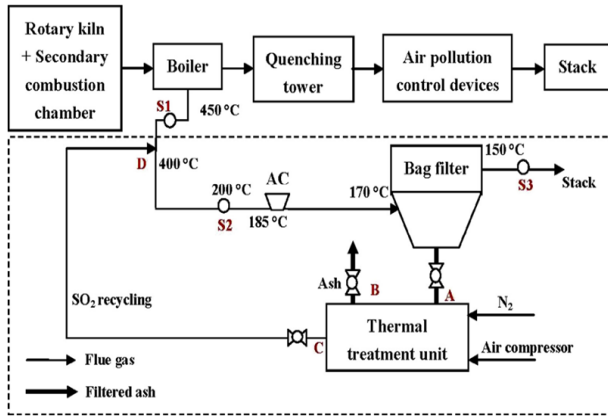 Rotary kiln
+ Secondary
combustion
chamber
Boiler
Quenching
tower
Air pollution
control devices
Stack
S1
450 °C
D
400°C
200 °C
S2
AC
185 °C
170 °C
Bag filter
150 °C
S3
Stack
Ash
B
A
SO₂ recycling
C
Thermal
treatment unit
N₂
Air compressor
Flue gas
Filtered ash